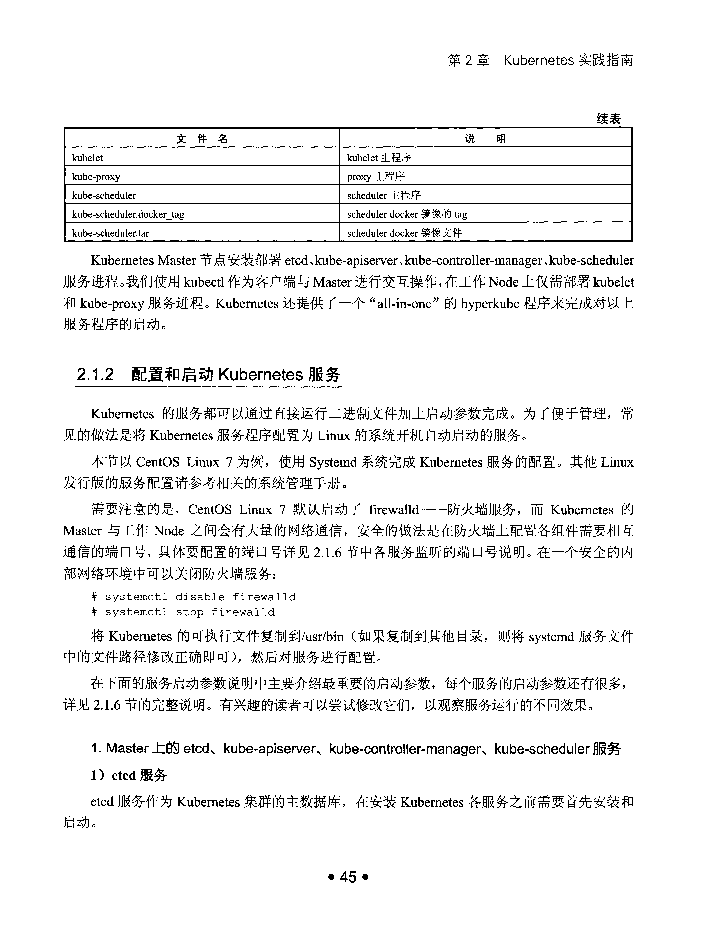 第 2 章 Kubernetes 实践指南
续表
文 件 名 说 明
kubelet kubelet 主程序
kube-proxy proxy 主程序
kube-scheduler scheduler 主程序
kube-scheduler.docker_tag scheduler docker 镜像的 tag
kube-scheduler.tar scheduler docker 镜像文件
Kubernetes Master 节点安装部署 etcd、kube-apiserver、kube-controller-manager、kube-scheduler
服务进程。我们使用 kubectl 作为客户端与 Master 进行交互操作，在工作 Node 上仅需部署 kubelet
和 kube-proxy 服务进程。Kubernetes 还提供了一个“all-in-one”的 hyperkube 程序来完成对以上
服务程序的启动。
2.1.2 配置和启动 Kubernetes 服务
Kubernetes 的服务都可以通过直接运行二进制文件加上启动参数完成。为了便于管理，常
见的做法是将 Kubernetes 服务程序配置为 Linux 的系统开机自动启动的服务。
本节以 CentOS Linux 7 为例，使用 Systemd 系统完成 Kubernetes 服务的配置。其他 Linux
发行版的服务配置请参考相关的系统管理手册。
需要注意的是，CentOS Linux 7 默认启动了 firewalld——防火墙服务，而 Kubernetes 的
Master 与工作 Node 之间会有大量的网络通信，安全的做法是在防火墙上配置各组件需要相互
通信的端口号，具体要配置的端口号详见 2.1.6 节中各服务监听的端口号说明。在一个安全的内
部网络环境中可以关闭防火墙服务：
# systemctl disable firewalld
# systemctl stop firewalld
将 Kubernetes 的可执行文件复制到/usr/bin（如果复制到其他目录，则将 systemd 服务文件
中的文件路径修改正确即可），然后对服务进行配置。
在下面的服务启动参数说明中主要介绍最重要的启动参数，每个服务的启动参数还有很多，
详见 2.1.6 节的完整说明。有兴趣的读者可以尝试修改它们，以观察服务运行的不同效果。
1. Master 上的 etcd、kube-apiserver、kube-controller-manager、kube-scheduler 服务
1）etcd 服务
etcd 服务作为 Kubernetes 集群的主数据库，在安装 Kubernetes 各服务之前需要首先安装和
启动。
• 45 •